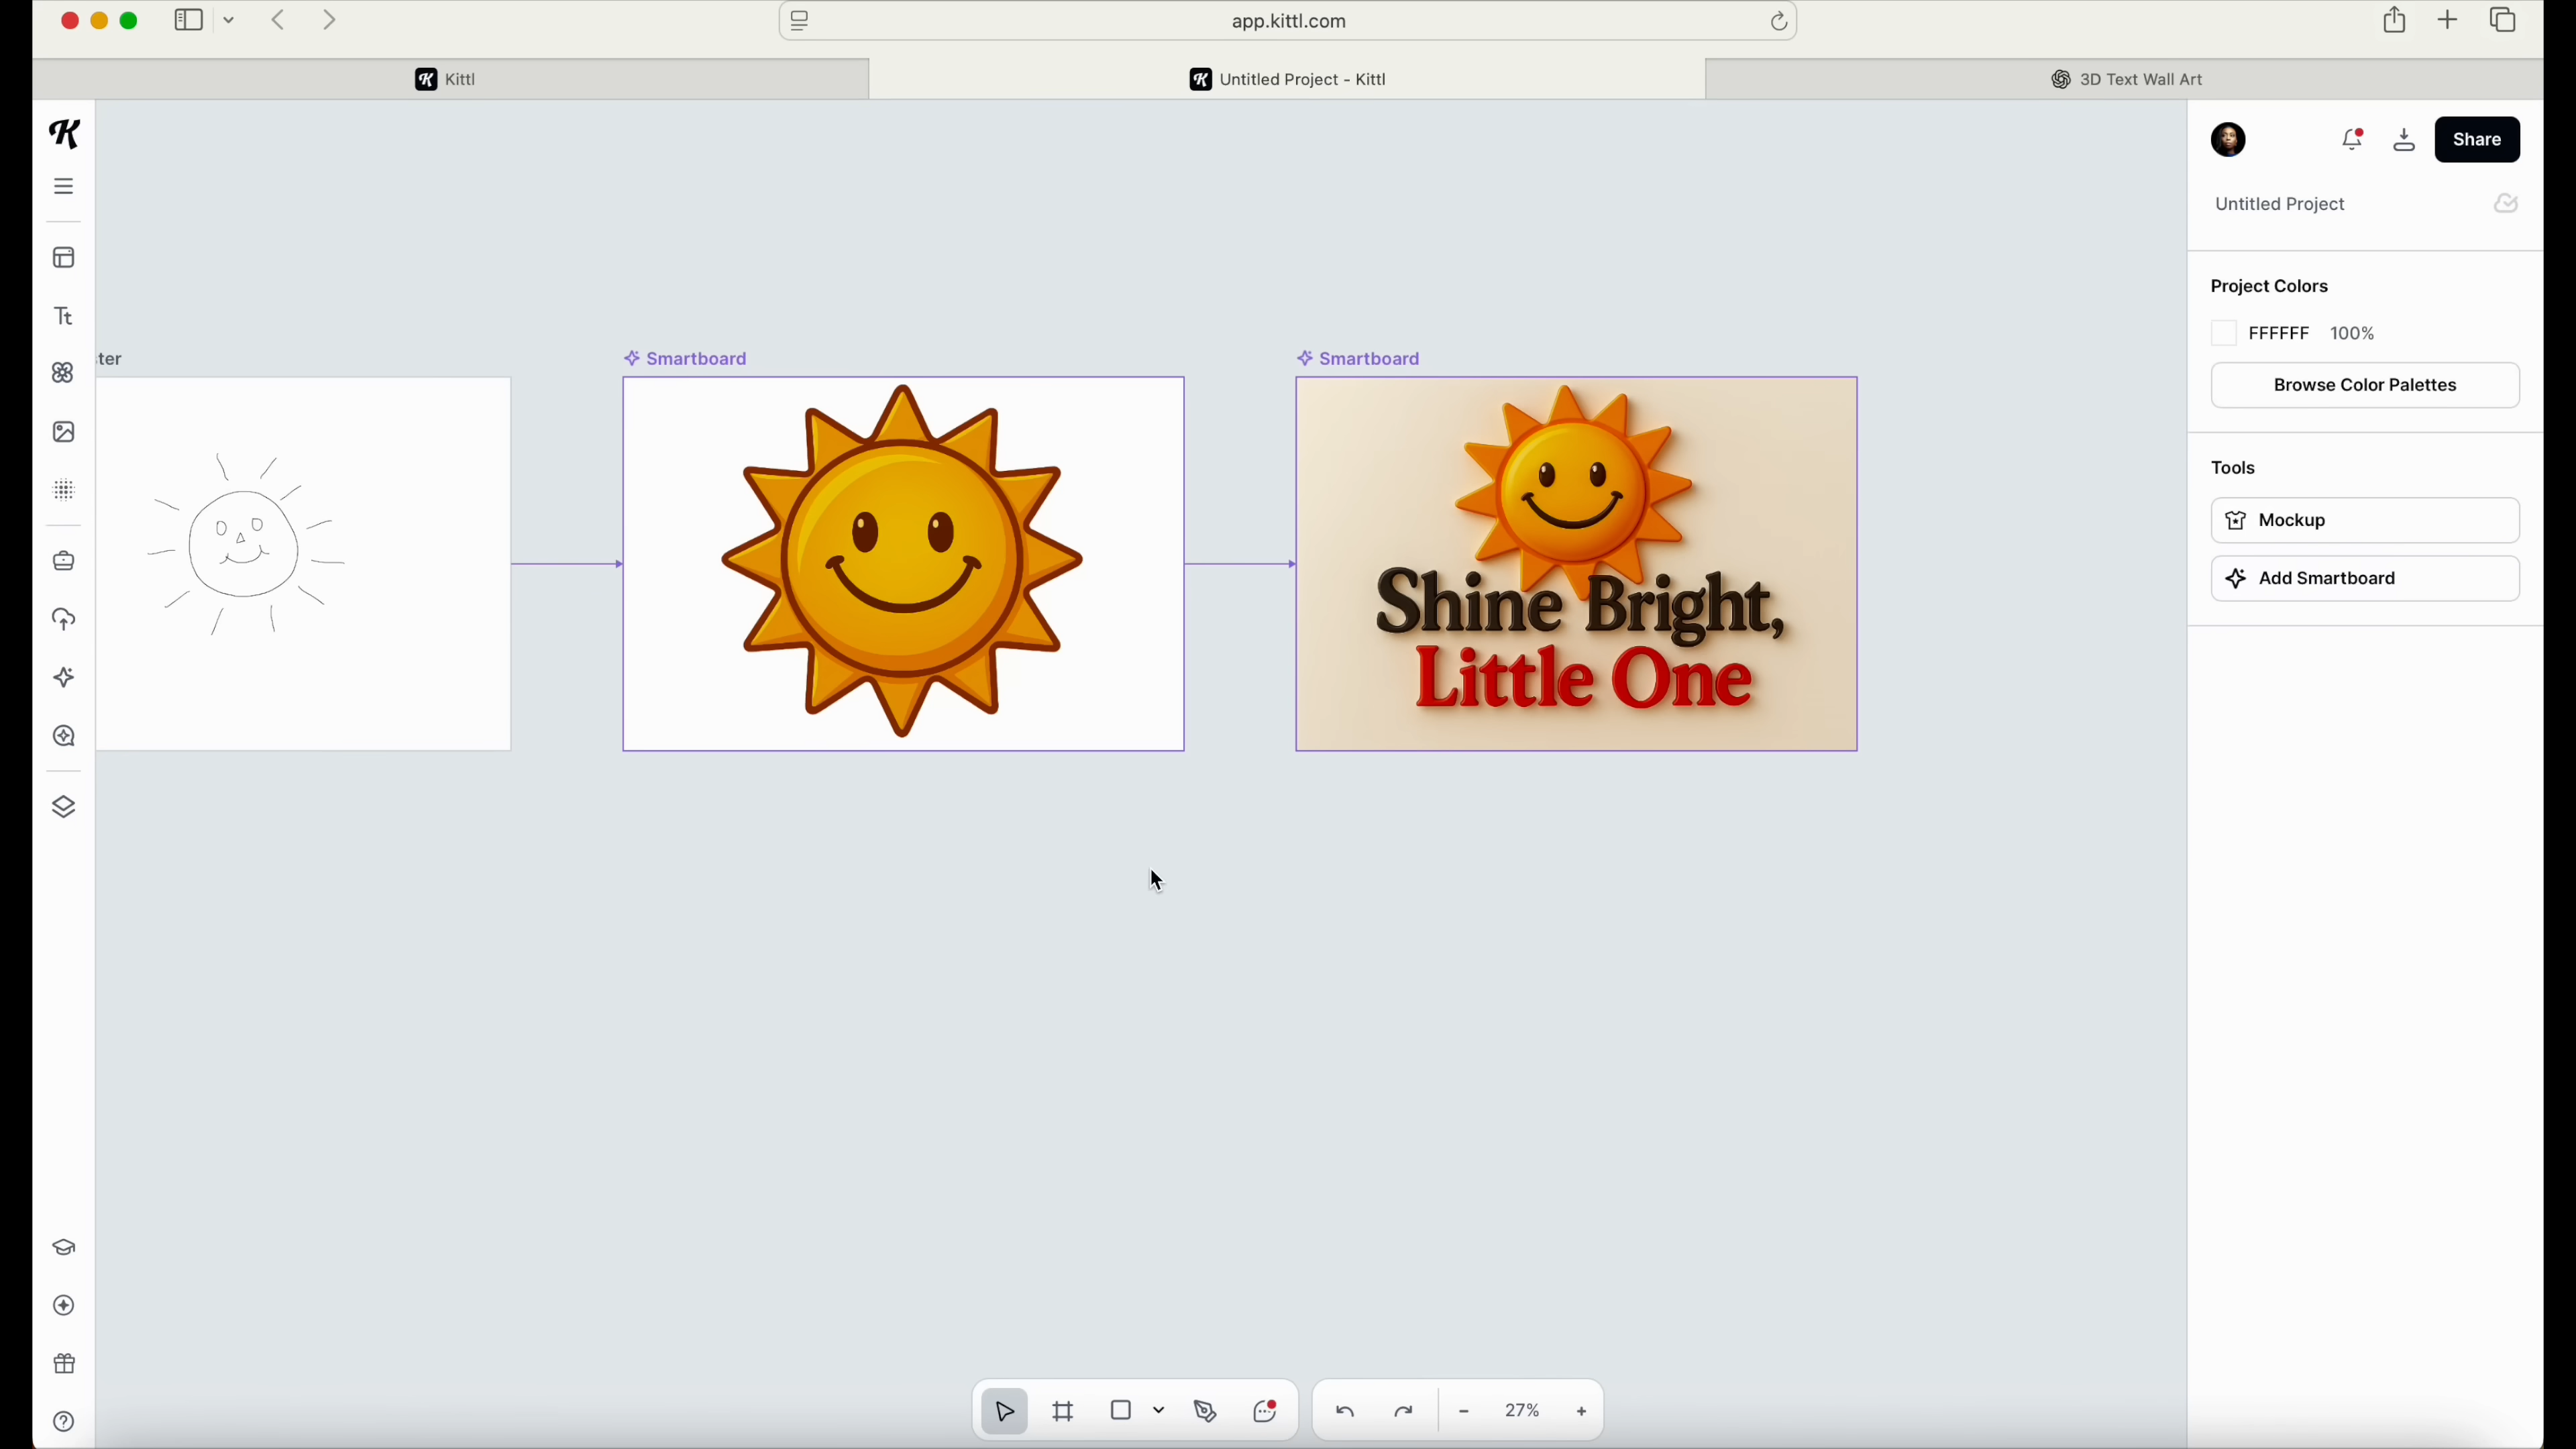 app.kittl.com
Kittl
Untitled Project - Kittl
3D Text Wall Art
Share
Untitled Project
Project Colors
FFFFFF 100%
Browse Color Palettes
Tools
Mockup
Add Smartboard
ter
Smartboard
Smartboard
Shine Bright,
Little One
Tt
27%